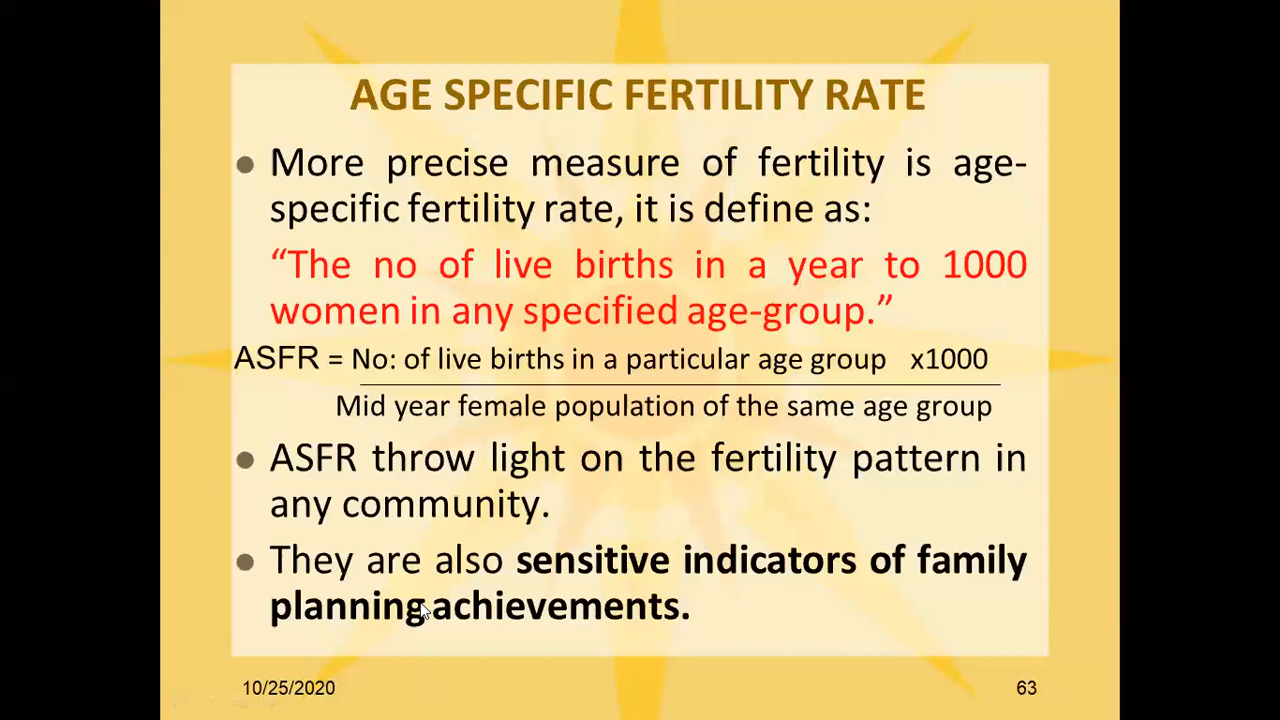 AGE SPECIFIC FERTILITY RATE
● More precise measure of fertility is age-
specific fertility rate, it is define as:
“The no of live births in a year to 1000
women in any specified age-group.”
ASFR = No: of live births in a particular age group x1000
Mid year female population of the same age group
● ASFR throw light on the fertility pattern in
any community.
● They are also sensitive indicators of family
planning achievements.
10/25/2020 63